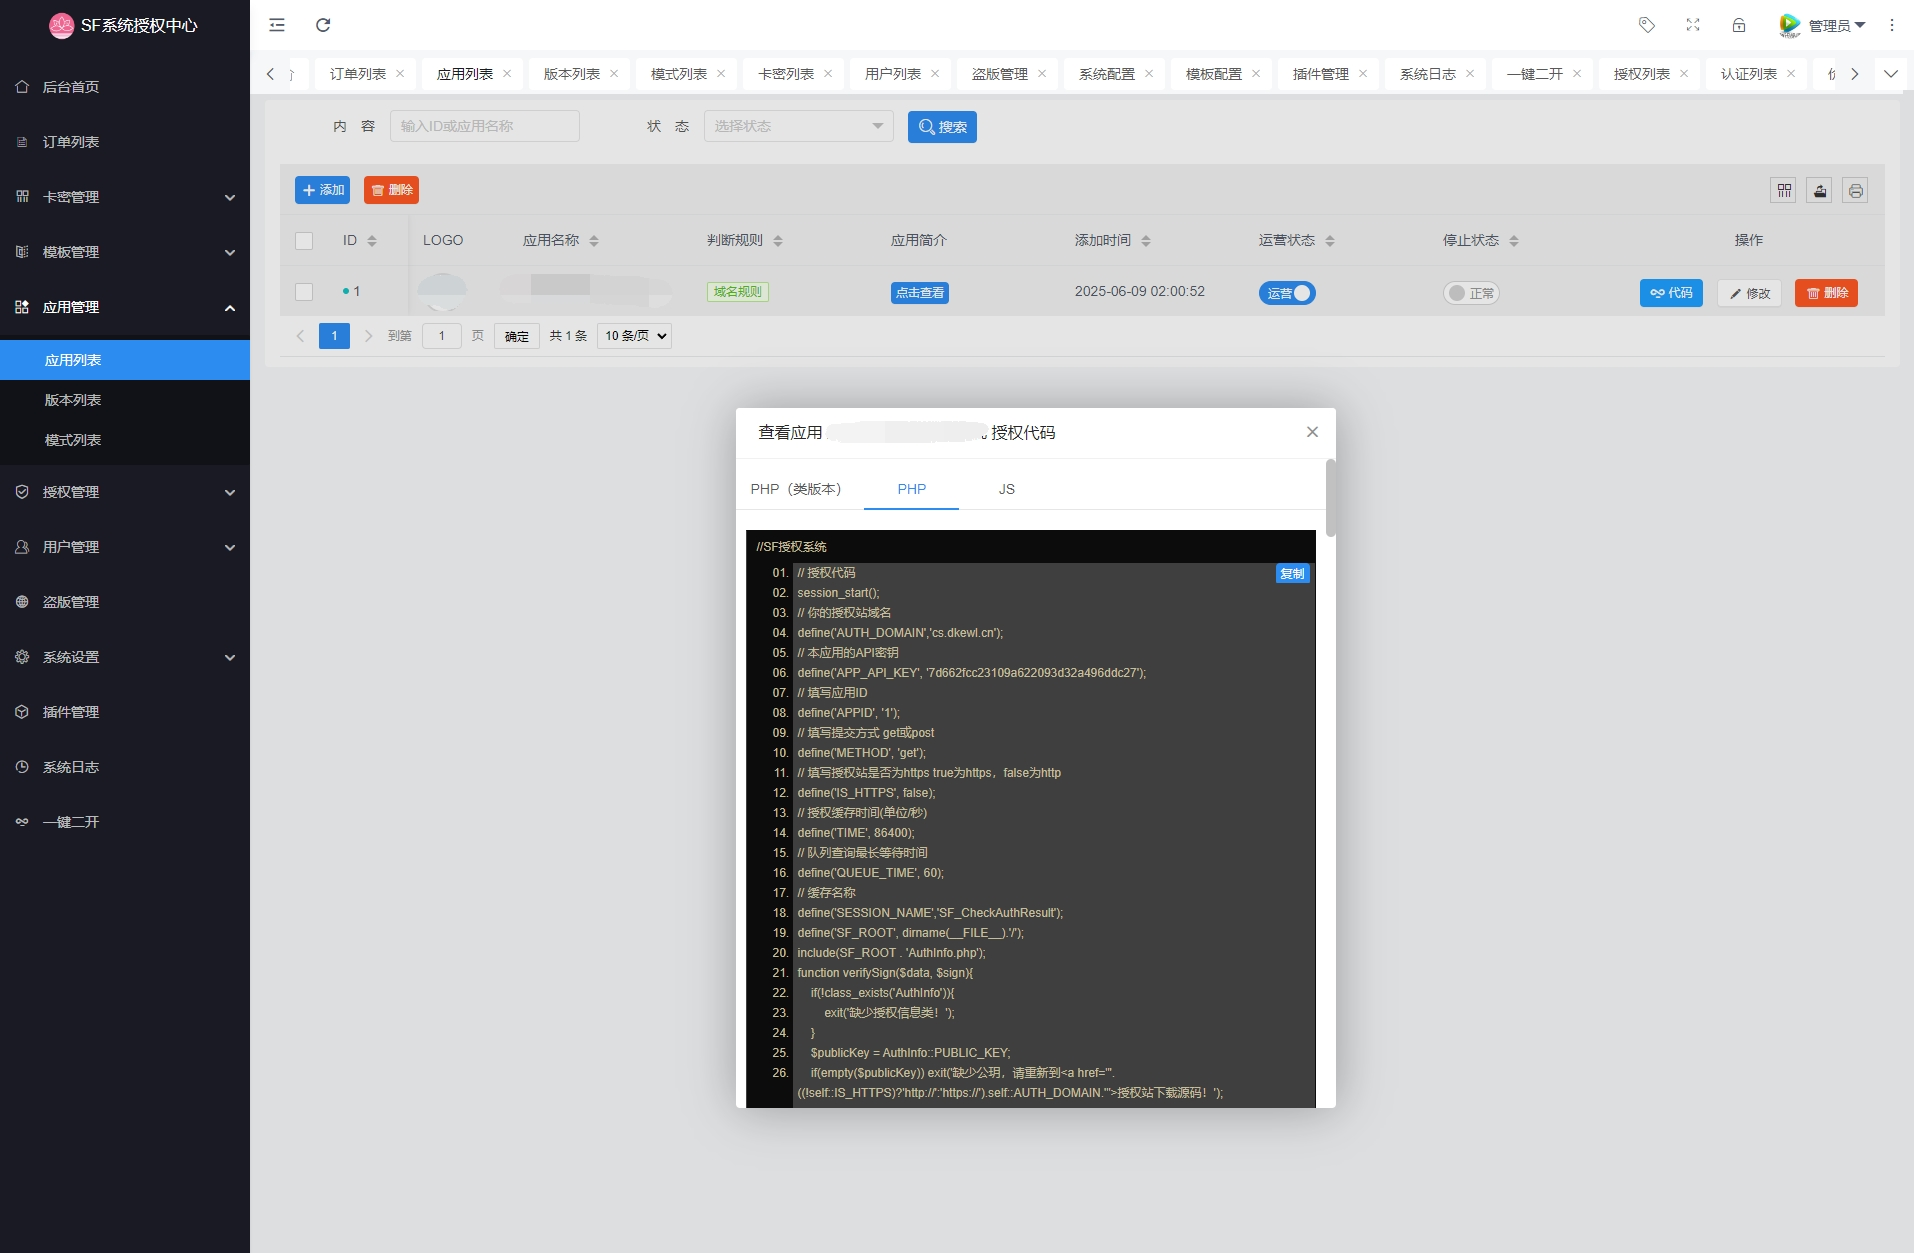 SF系统授权中心
管理员
后台首页
订单列表
卡密管理
模板管理
应用管理
应用列表
版本列表
模式列表
授权管理
用户管理
盗版管理
系统设置
插件管理
系统日志
一键二开
订单列表 应用列表 版本列表 模式列表 卡密列表 用户列表 盗版管理 系统配置 模板配置 插件管理 系统日志 一键二开 授权列表 认证列表
内 容 输入ID或应用名称 状 态 选择状态 搜索
添加 删除
ID LOGO 应用名称 判断规则 应用简介 添加时间 运营状态 停止状态 操作
1 域名规则 点击查看 2025-06-09 02:00:52 运营 正常 代码 修改 删除
1 到第 1 页 确定 共 1 条 10 条/页
查看应用 授权代码
PHP（类版本） PHP JS
//SF授权系统
复制
01. // 授权代码
02. session_start();
03. // 你的授权站域名
04. define('AUTH_DOMAIN','cs.dkewl.cn');
05. // 本应用的API密钥
06. define('APP_API_KEY', '7d662fcc23109a622093d32a496ddc27');
07. // 填写应用ID
08. define('APPID', '1');
09. // 填写提交方式 get或post
10. define('METHOD', 'get');
11. // 填写授权站是否为https true为https，false为http
12. define('IS_HTTPS', false);
13. // 授权缓存时间(单位/秒)
14. define('TIME', 86400);
15. // 队列查询最长等待时间
16. define('QUEUE_TIME', 60);
17. // 缓存名称
18. define('SESSION_NAME','SF_CheckAuthResult');
19. define('SF_ROOT', dirname(__FILE__).'/');
20. include(SF_ROOT . 'AuthInfo.php');
21. function verifySign($data, $sign){
22. if(!class_exists('AuthInfo')){
23. exit('缺少授权信息类！');
24. }
25. $publicKey = AuthInfo::PUBLIC_KEY;
26. if(empty($publicKey)) exit('缺少公玥，请重新到<a href="'.
((!self::IS_HTTPS)?'http://':'https://').self::AUTH_DOMAIN.'">授权站下载源码！');